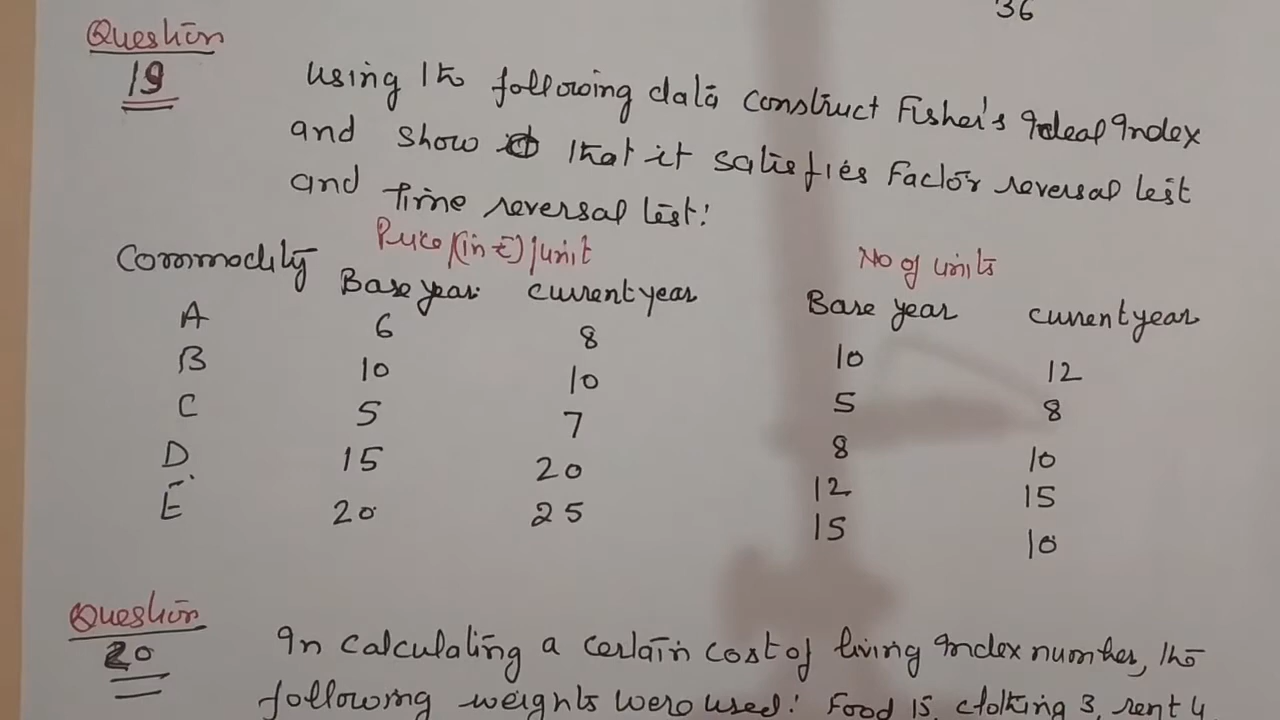 36
Question
19
using the following data construct Fisher's Ideal Index
and show that it satisfies Factor reversal test
and Time reversal test:
Commodity Price (in ₹)/unit No of units
Base year current year Base year current year
A 6 8 10 12
B 10 10 5 8
C 5 7 8 10
D 15 20 12 15
E 20 25 15 10
Question
20
In calculating a certain cost of living Index number, the
following weights were used: Food 15, clothing 3, rent 4